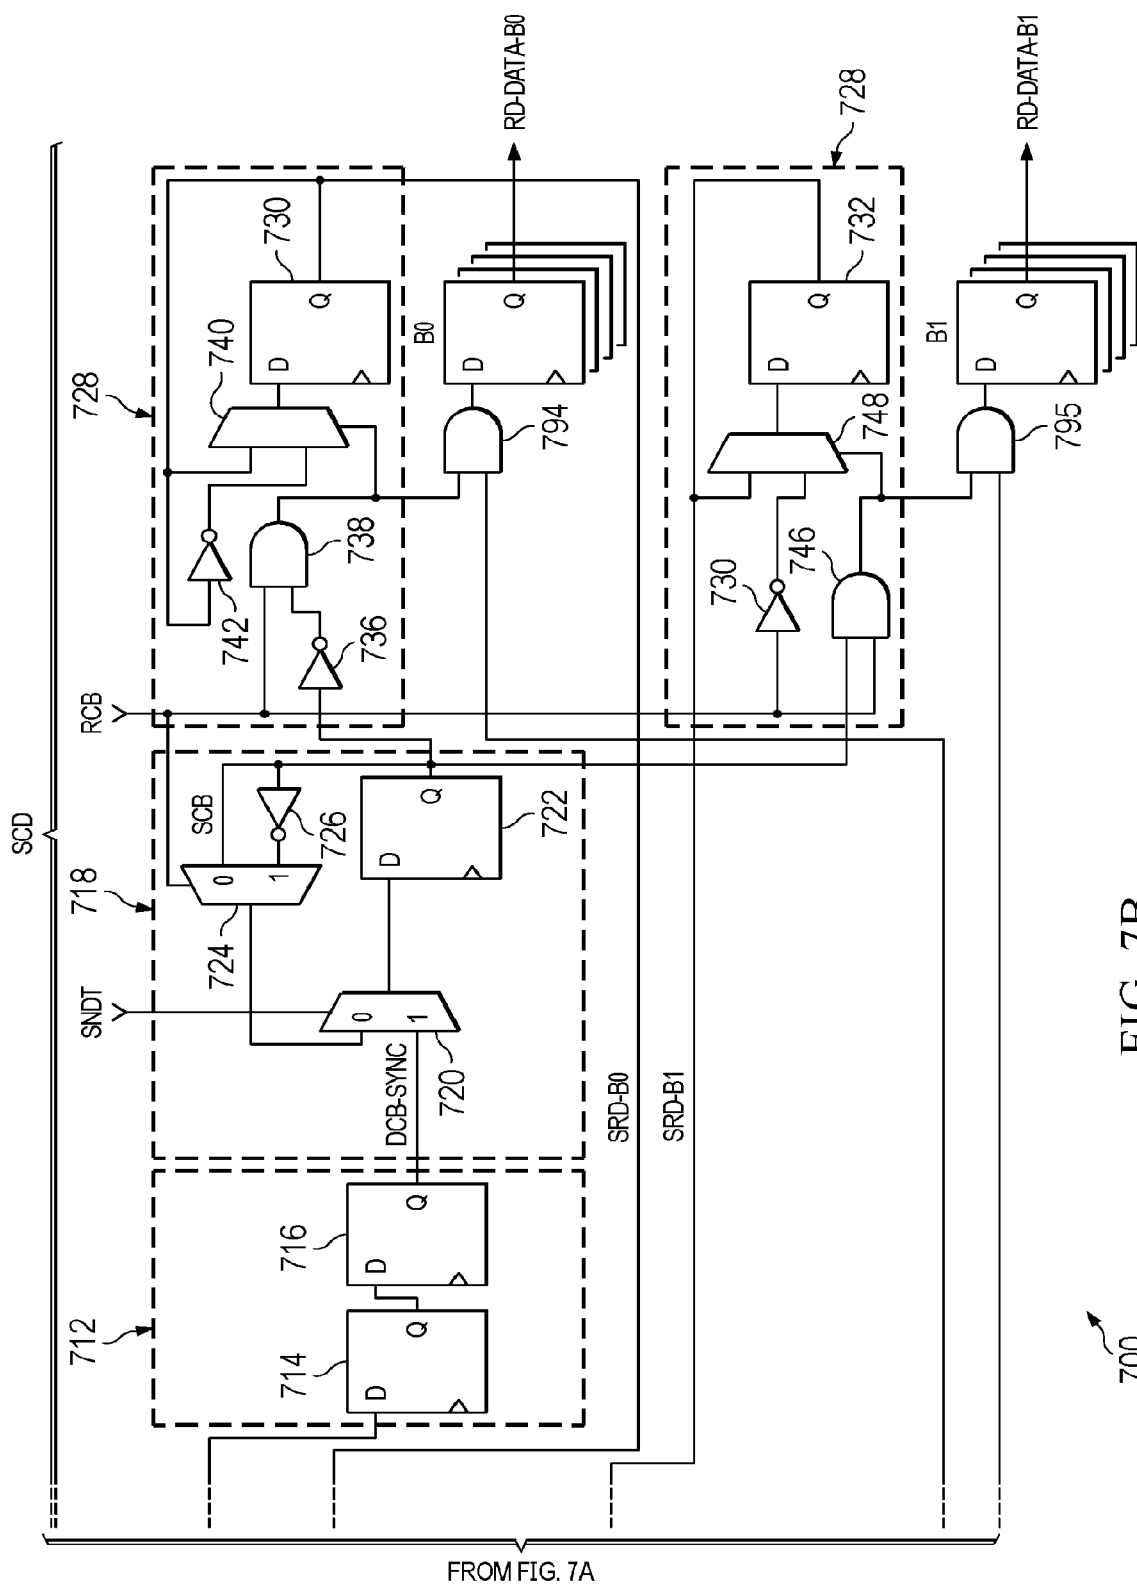 SCD
RD-DATA-B0
RD-DATA-B1
728
730
740
B0
Q
D
Q
D
794
742
738
736
728
732
Q
D
748
B1
Q
D
795
730
746
RCB
718
SCB
0
1
726
724
Q
D
722
SNDT
0
1
720
DCB-SYNC
SRD-B0
SRD-B1
712
716
D
Q
714
D
Q
FROM FIG. 7A
700
FIG. 7B